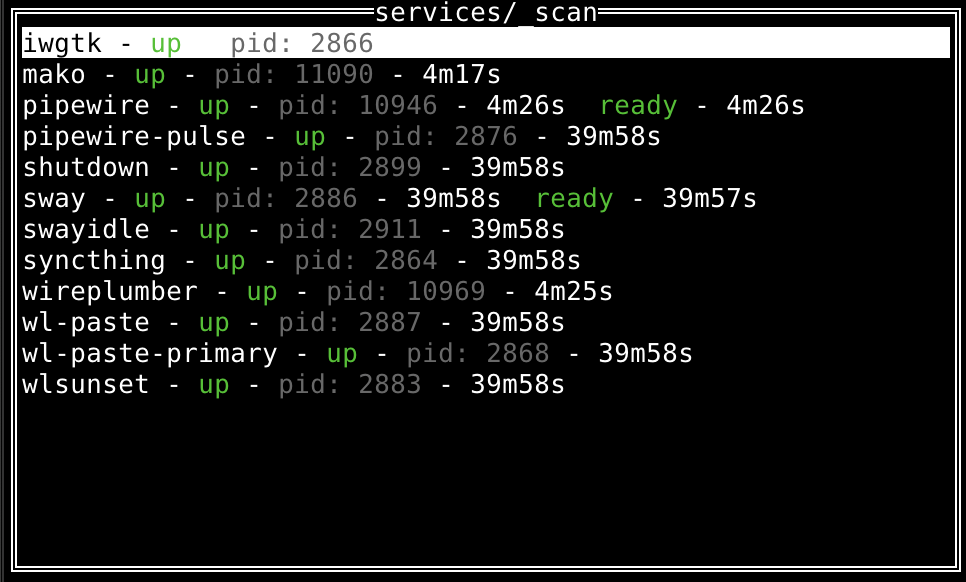 services/_scan
iwgtk - up pid: 2866
mako - up - pid: 11090 - 4m17s
pipewire - up - pid: 10946 - 4m26s ready - 4m26s
pipewire-pulse - up - pid: 2876 - 39m58s
shutdown - up - pid: 2899 - 39m58s
sway - up - pid: 2886 - 39m58s ready - 39m57s
swayidle - up - pid: 2911 - 39m58s
syncthing - up - pid: 2864 - 39m58s
wireplumber - up - pid: 10969 - 4m25s
wl-paste - up - pid: 2887 - 39m58s
wl-paste-primary - up - pid: 2868 - 39m58s
wlsunset - up - pid: 2883 - 39m58s